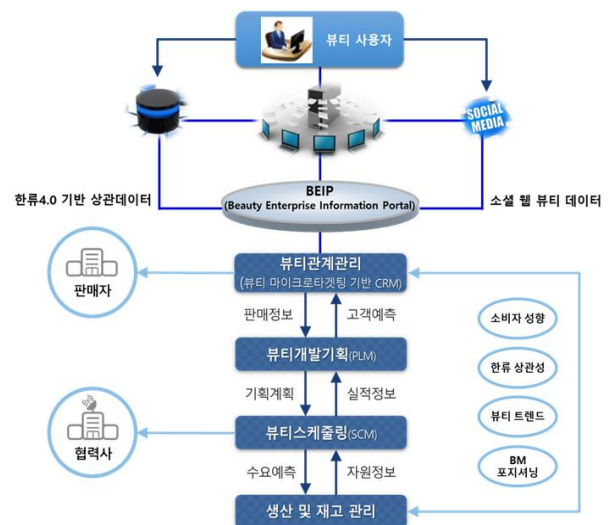 뷰티 사용자
SOCIAL
MEDIA
한류4.0 기반 상관데이터
BEIP
(Beauty Enterprise Information Portal)
소셜 웹 뷰티 데이터
뷰티관계관리
(뷰티 마이크로타겟팅 기반 CRM)
판매자
판매정보
고객예측
소비자 성향
뷰티개발기획(PLM)
한류 상관성
기획계획
실적정보
뷰티 트렌드
뷰티스케줄링(SCM)
협력사
수요예측
자원정보
BM
포지셔닝
생산 및 재고 관리